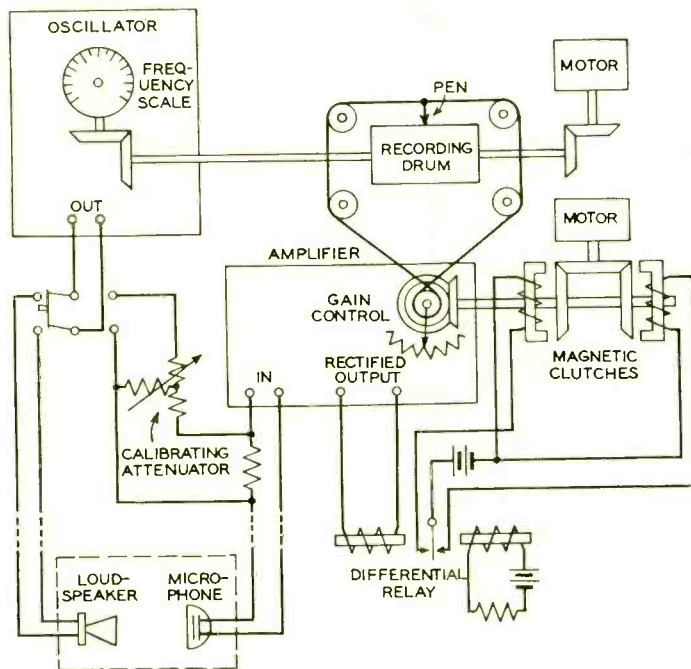 OSCILLATOR
FREQ-
UENCY
SCALE
OUT
PEN
RECORDING
DRUM
MOTOR
MOTOR
AMPLIFIER
GAIN
CONTROL
IN
RECTIFIED
OUTPUT
MAGNETIC
CLUTCHES
CALIBRATING
ATTENUATOR
DIFFERENTIAL
RELAY
LOUD-
SPEAKER
MICRO-
PHONE